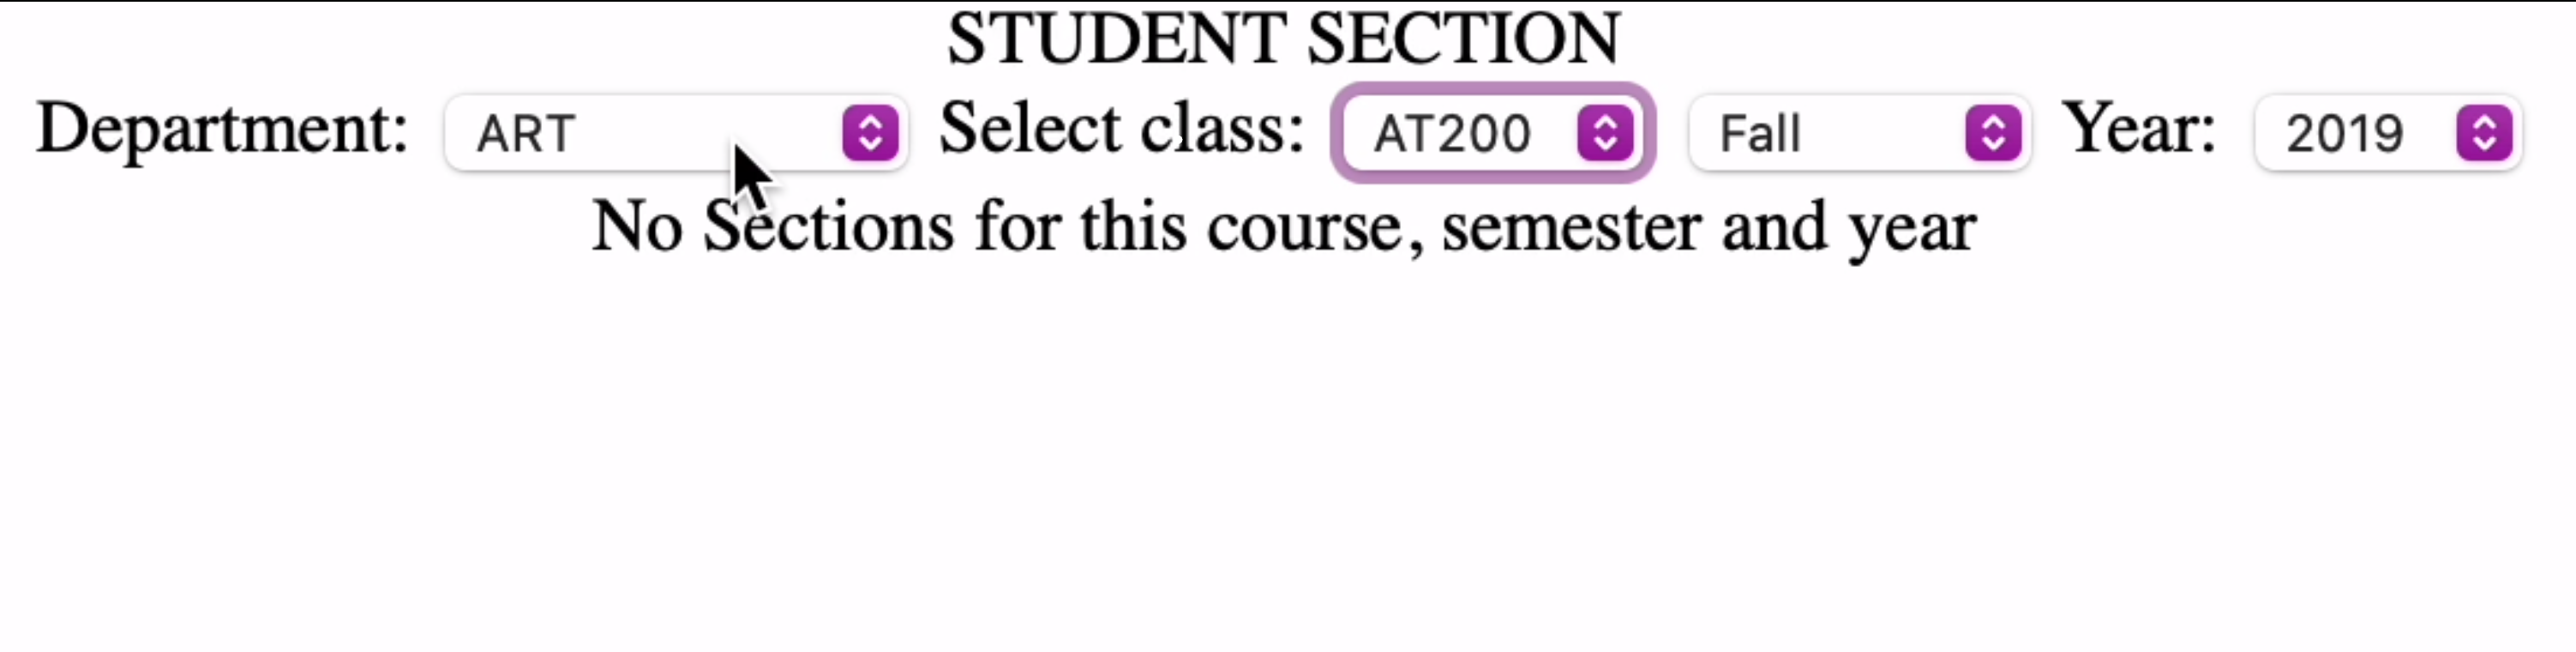 STUDENT SECTION
Department: ART Select class: AT200 Fall Year: 2019
No Sections for this course, semester and year